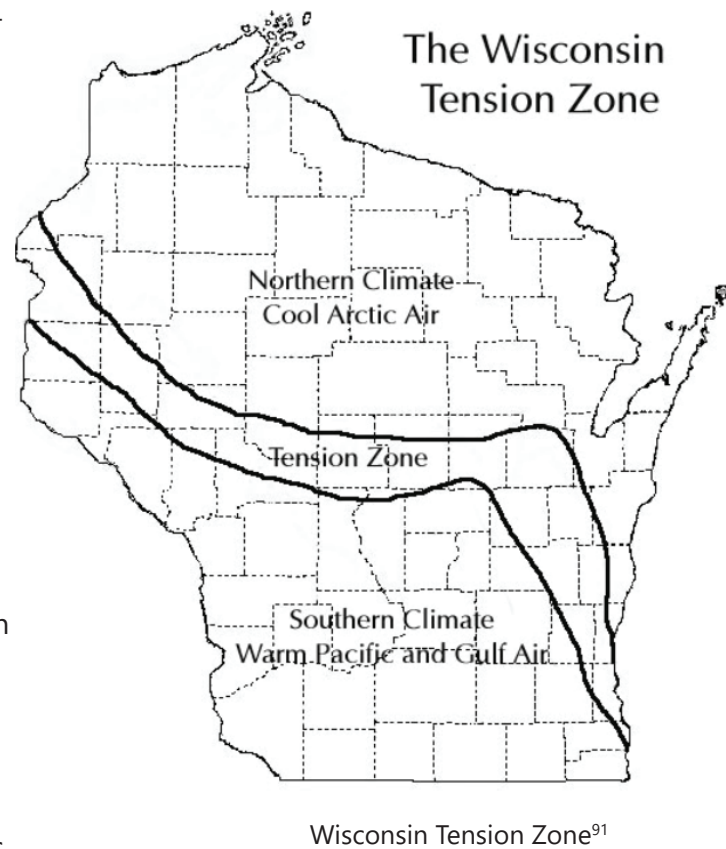 The Wisconsin
Tension Zone
Northern Climate
Cool Arctic Air
Tension Zone
Southern Climate
Warm Pacific and Gulf Air
Wisconsin Tension Zone⁹¹